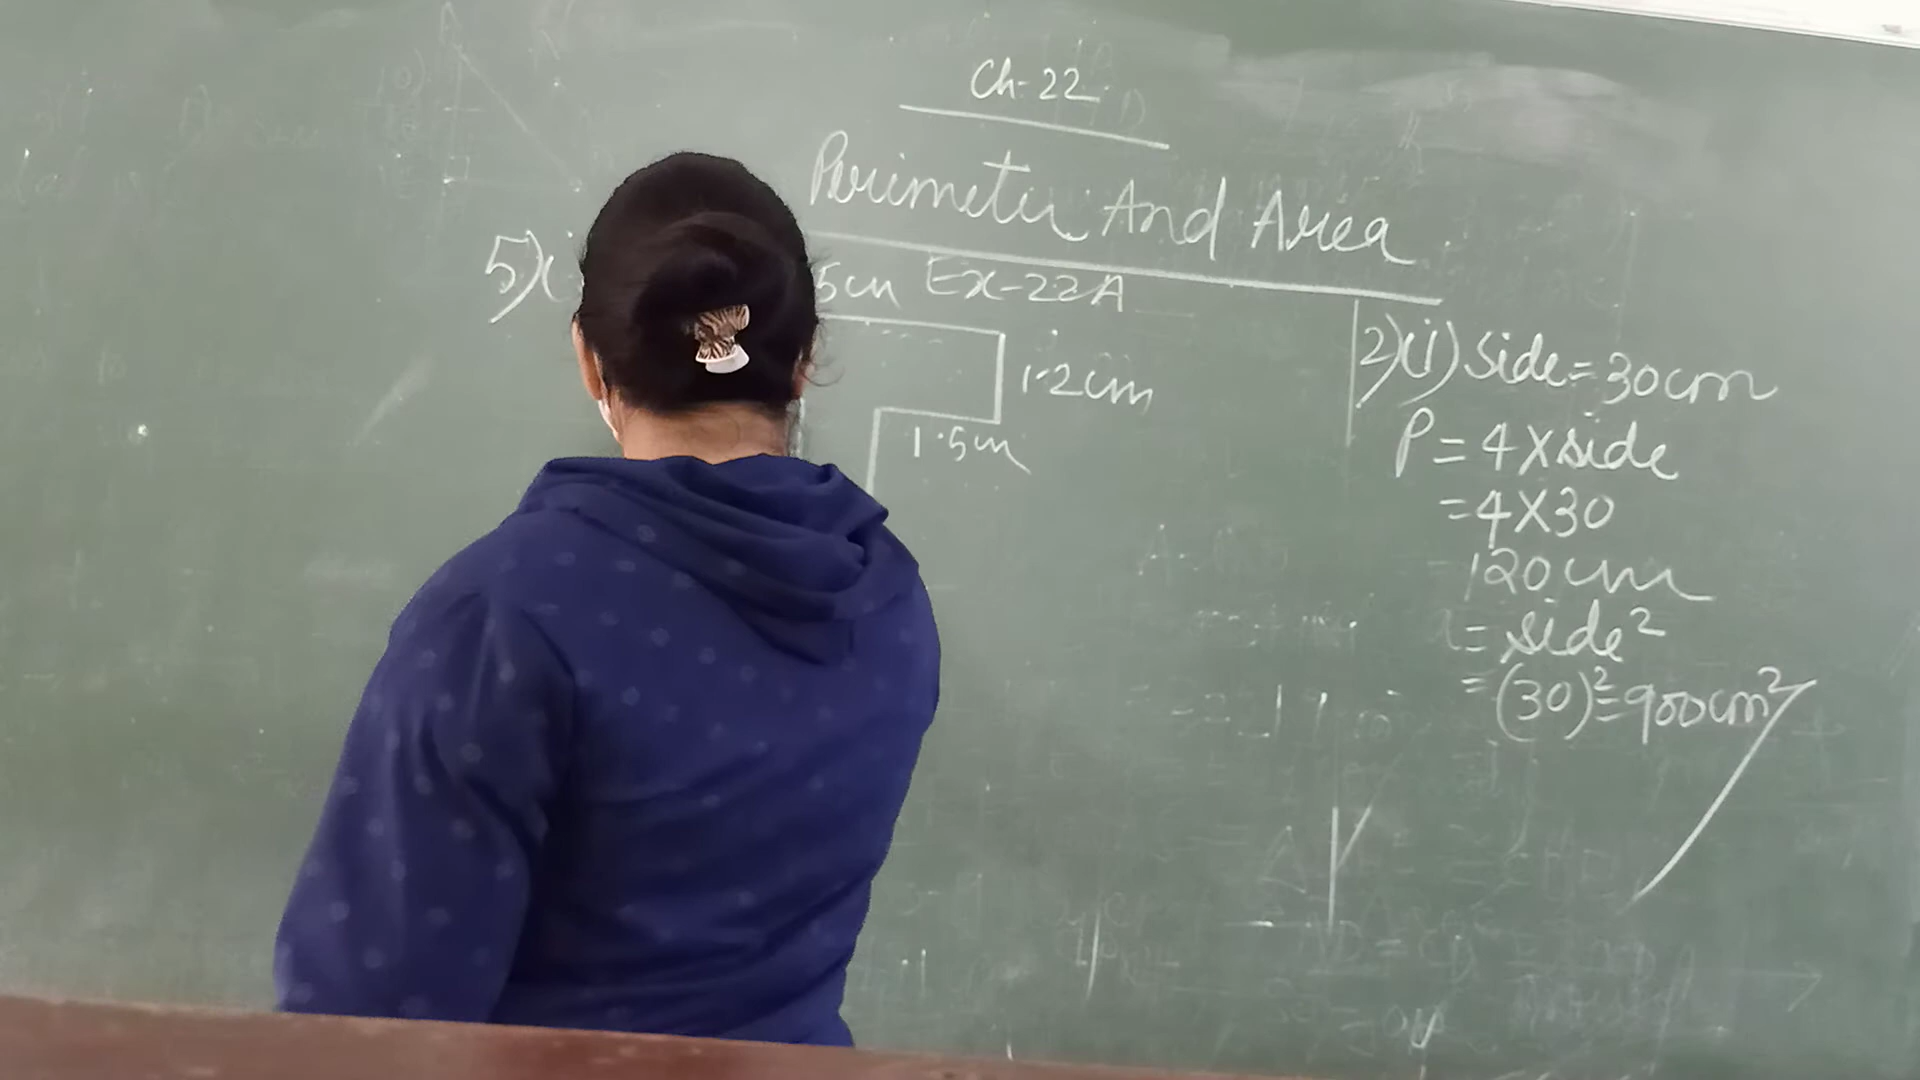 Ch-22
Perimeter And Area
Ex-22A
5)(
5cm
1.2cm
1.5cm
2)(i) Side=30cm
P=4×side
=4×30
120cm
=side²
=(30)²=900cm²